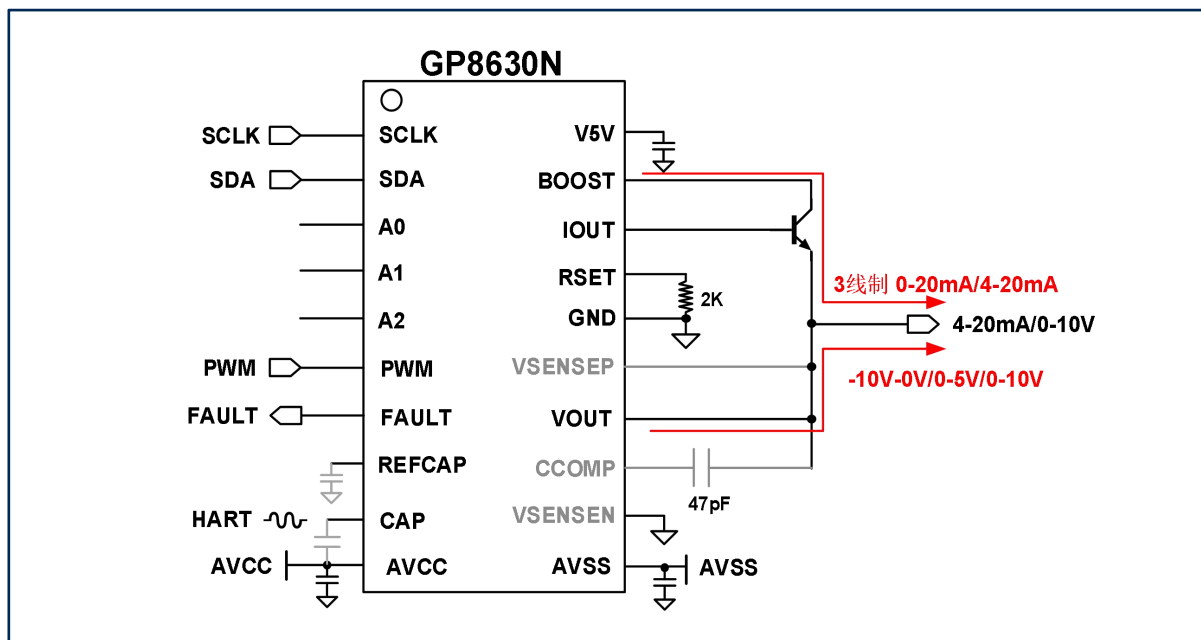 GP8630N
SCLK
SCLK
V5V
SDA
SDA
BOOST
A0
IOUT
A1
RSET
2K
3线制 0-20mA/4-20mA
A2
GND
4-20mA/0-10V
PWM
PWM
VSENSEP
-10V-0V/0-5V/0-10V
FAULT
FAULT
VOUT
REFCAP
CCOMP
47pF
HART
CAP
VSENSEN
AVCC
AVCC
AVSS
AVSS